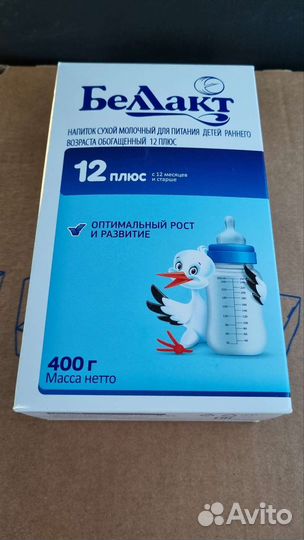 Беллакт
НАПИТОК СУХОЙ МОЛОЧНЫЙ ДЛЯ ПИТАНИЯ ДЕТЕЙ РАННЕГО
ВОЗРАСТА ОБОГАЩЕННЫЙ 12 ПЛЮС
12 плюс с 12 месяцев
и старше
ОПТИМАЛЬНЫЙ РОСТ
И РАЗВИТИЕ
400 г
Масса нетто
Avito